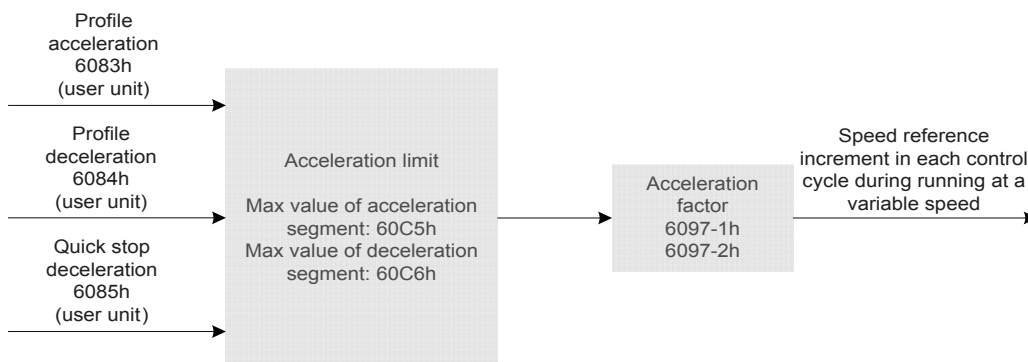 Profile
acceleration
6083h
(user unit)
Profile
deceleration
6084h
(user unit)
Quick stop
deceleration
6085h
(user unit)
Acceleration limit
Max value of acceleration
segment: 60C5h
Max value of deceleration
segment: 60C6h
Acceleration
factor
6097-1h
6097-2h
Speed reference
increment in each control
cycle during running at a
variable speed